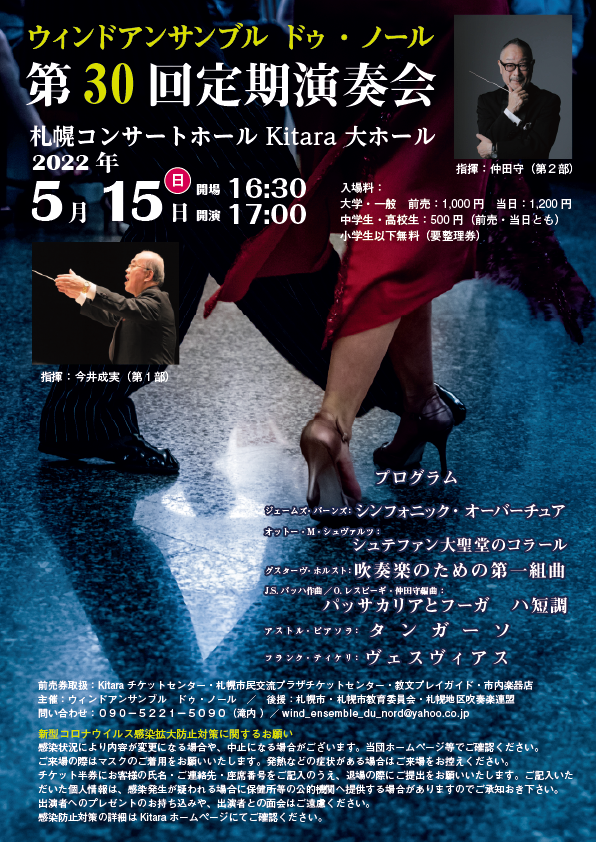 ウィンドアンサンブル ドゥ・ノール
第30回定期演奏会
札幌コンサートホール Kitara 大ホール
2022年
5月15日 日 開場 16:30
開演 17:00
指揮：仲田守（第２部）
入場料：
大学・一般　前売：1,000円　当日：1,200円
中学生・高校生：500円（前売・当日とも）
小学生以下無料（要整理券）
指揮：今井成実（第１部）
プログラム
ジェームズ・バーンズ：シンフォニック・オーバーチュア
オットー・M・シュヴァルツ：
シュテファン大聖堂のコラール
グスターヴ・ホルスト：吹奏楽のための第一組曲
J.S.バッハ作曲／O.レスピーギ・仲田守編曲：
パッサカリアとフーガ　ハ短調
アストル・ピアソラ：タンガーソ
フランク・ティケリ：ヴェスヴィアス
前売券取扱：Kitara チケットセンター・札幌市民交流プラザチケットセンター・教文プレイガイド・市内楽器店
主催：ウィンドアンサンブル　ドゥ・ノール　／　後援：札幌市・札幌市教育委員会・札幌地区吹奏楽連盟
問い合わせ：０９０－５２２１－５０９０（滝内）／ wind_ensemble_du_nord@yahoo.co.jp
新型コロナウイルス感染拡大防止対策に関するお願い
感染状況により内容が変更になる場合や、中止になる場合がございます。当団ホームページ等でご確認ください。
ご来場の際はマスクのご着用をお願いいたします。発熱などの症状がある場合はご来場をお控えください。
チケット半券にお客様の氏名・ご連絡先・座席番号をご記入のうえ、退場の際にご提出をお願いいたします。ご記入いた
だいた個人情報は、感染発生が疑われる場合に保健所等の公的機関へ提供する場合がありますのでご承知おき下さい。
出演者へのプレゼントのお持ち込みや、出演者との面会はご遠慮ください。
感染防止対策の詳細は Kitara ホームページにてご確認ください。